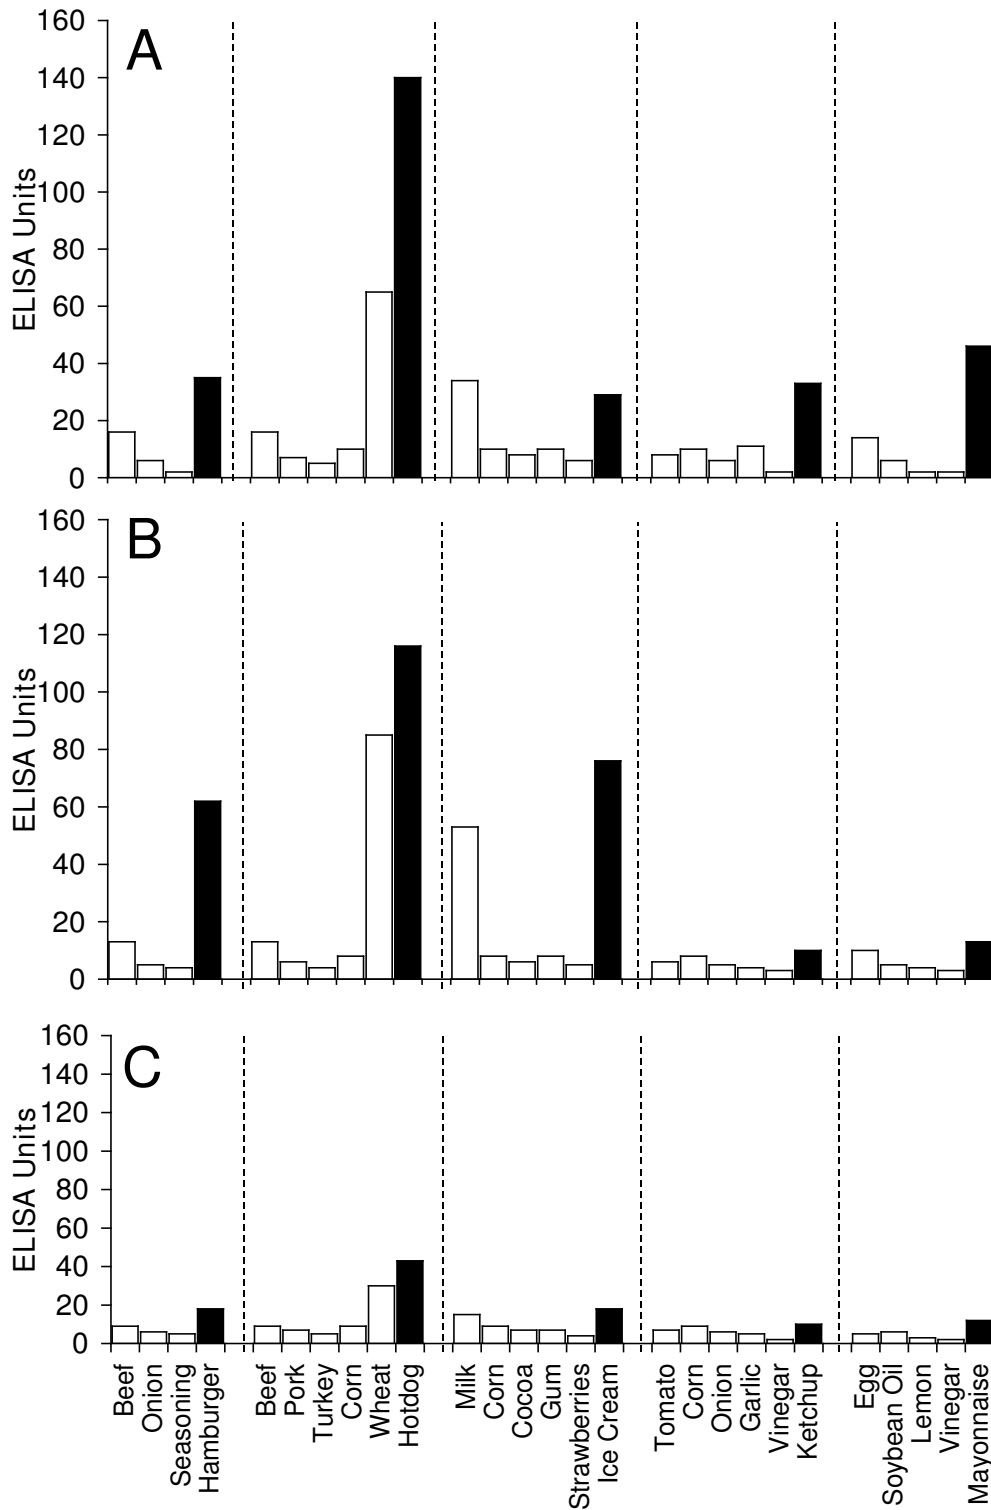 A
160
140
120
100
80
60
40
20
0
ELISA Units
B
160
140
120
100
80
60
40
20
0
ELISA Units
C
160
140
120
100
80
60
40
20
0
ELISA Units
Beef
Onion
Seasoning
Hamburger
Beef
Pork
Turkey
Corn
Wheat
Hotdog
Milk
Corn
Cocoa
Gum
Strawberries
Ice Cream
Tomato
Corn
Onion
Garlic
Vinegar
Ketchup
Egg
Soybean Oil
Lemon
Vinegar
Mayonnaise